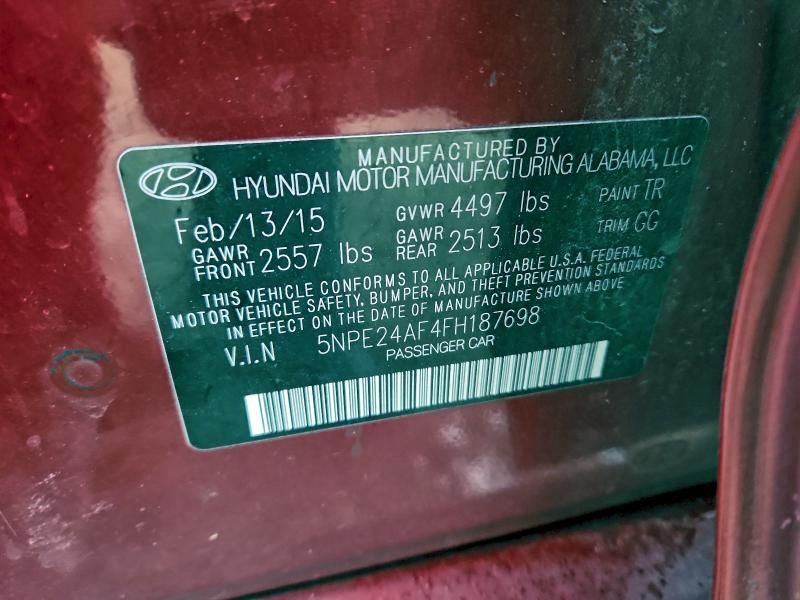 MANUFACTURED BY
HYUNDAI MOTOR MANUFACTURING ALABAMA, LLC
Feb/13/15 GVWR 4497 lbs PAINT TR
GAWR FRONT 2557 lbs GAWR REAR 2513 lbs TRIM GG
THIS VEHICLE CONFORMS TO ALL APPLICABLE U.S.A. FEDERAL
MOTOR VEHICLE SAFETY, BUMPER, AND THEFT PREVENTION STANDARDS
IN EFFECT ON THE DATE OF MANUFACTURE SHOWN ABOVE
V.I.N 5NPE24AF4FH187698
PASSENGER CAR